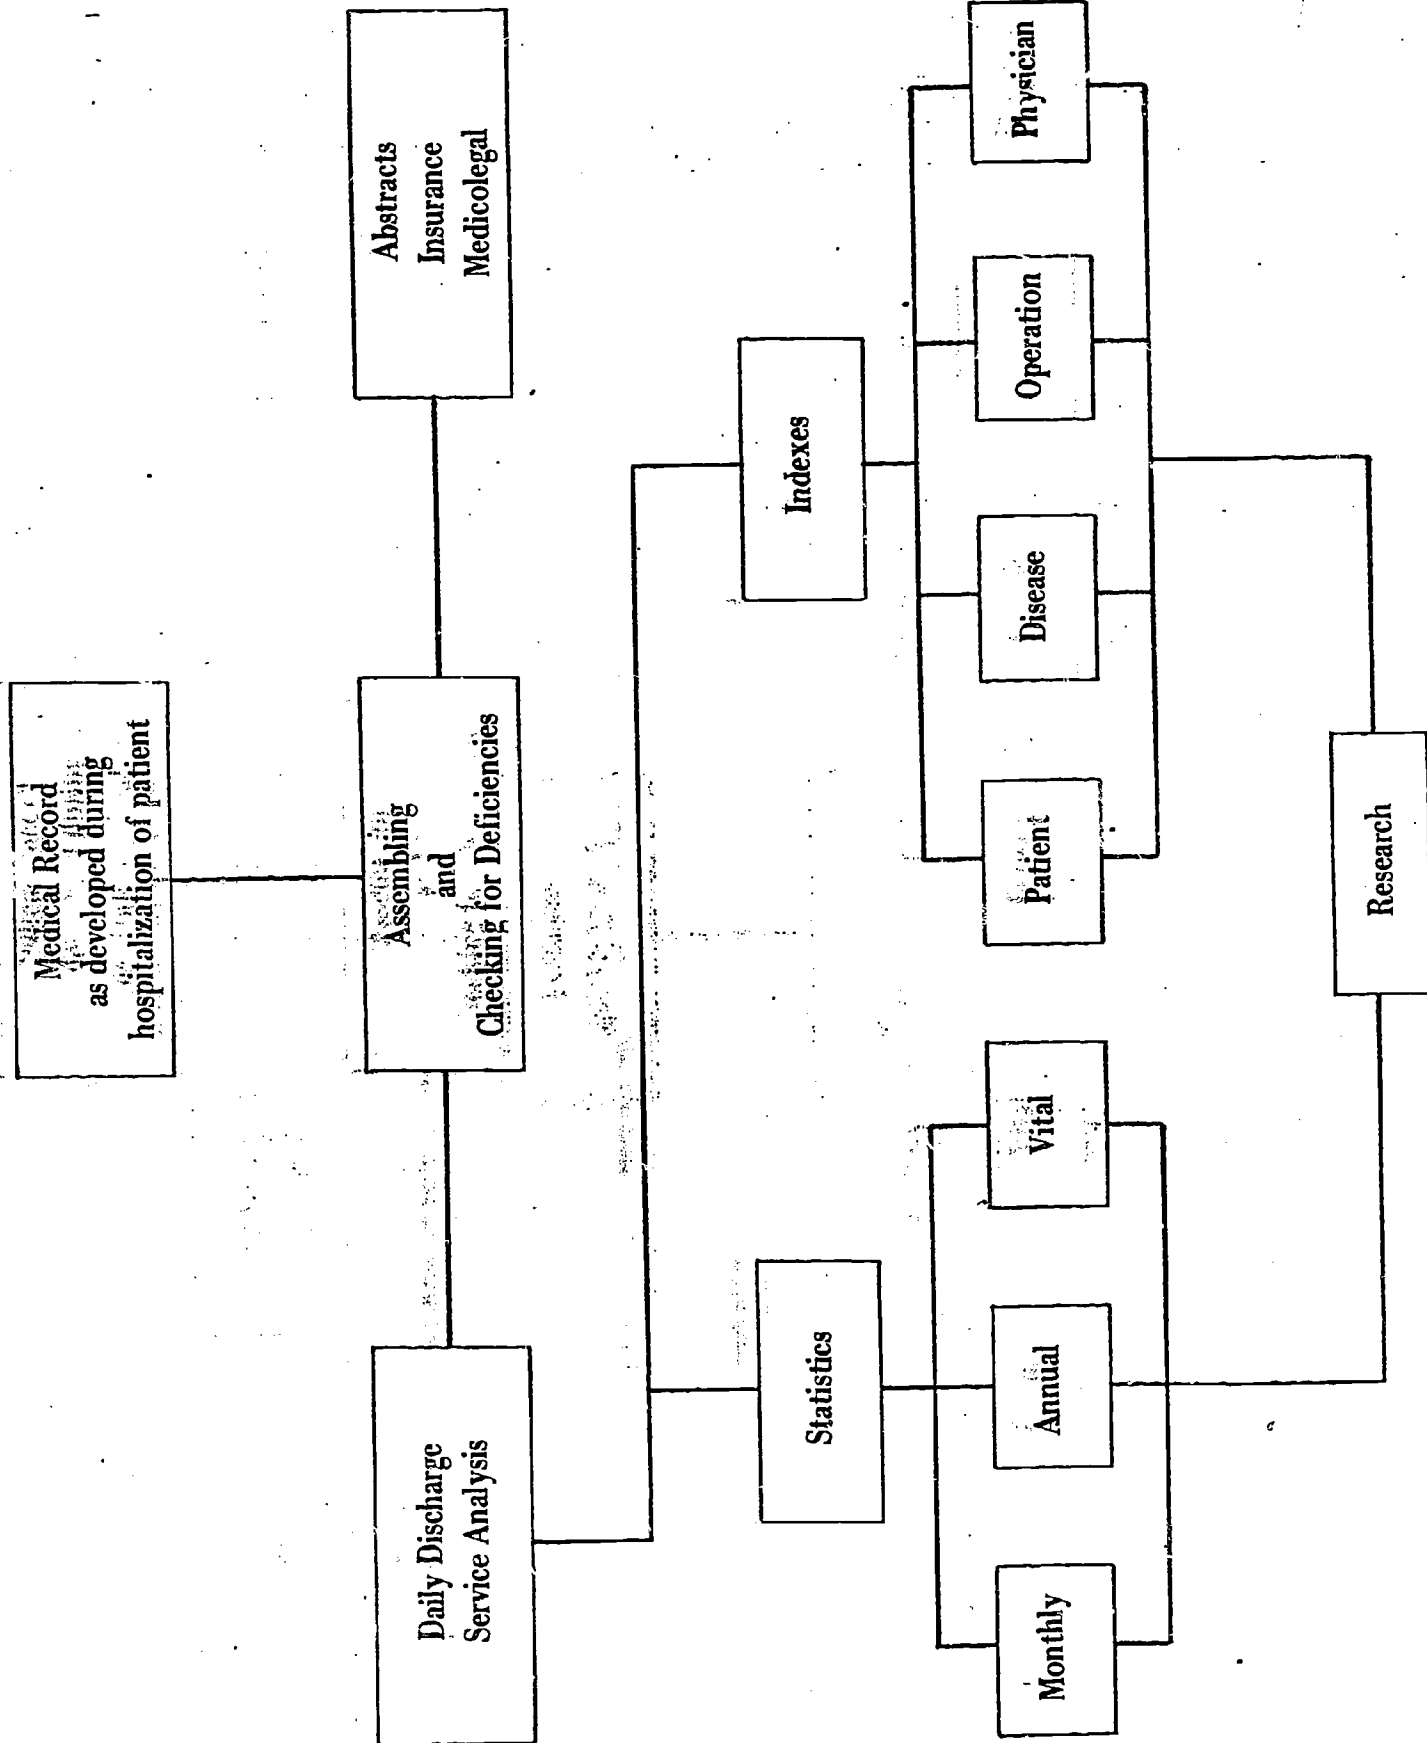 Medical Record
as developed during
hospitalization of patient
Daily Discharge
Service Analysis
Assembling
and
Checking for Deficiencies
Abstracts
Insurance
Medicolegal
Statistics
Indexes
Monthly
Annual
Vital
Patient
Disease
Operation
Physician
Research